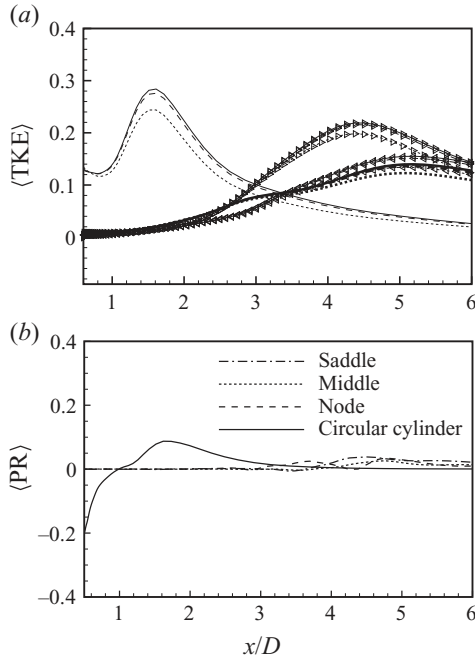 (a)
0.4
0.3
0.2
0.1
0
⟨TKE⟩
1 2 3 4 5 6
(b)
0.4
0.2
0
−0.2
−0.4
⟨PR⟩
Saddle
Middle
Node
Circular cylinder
1 2 3 4 5 6
x/D